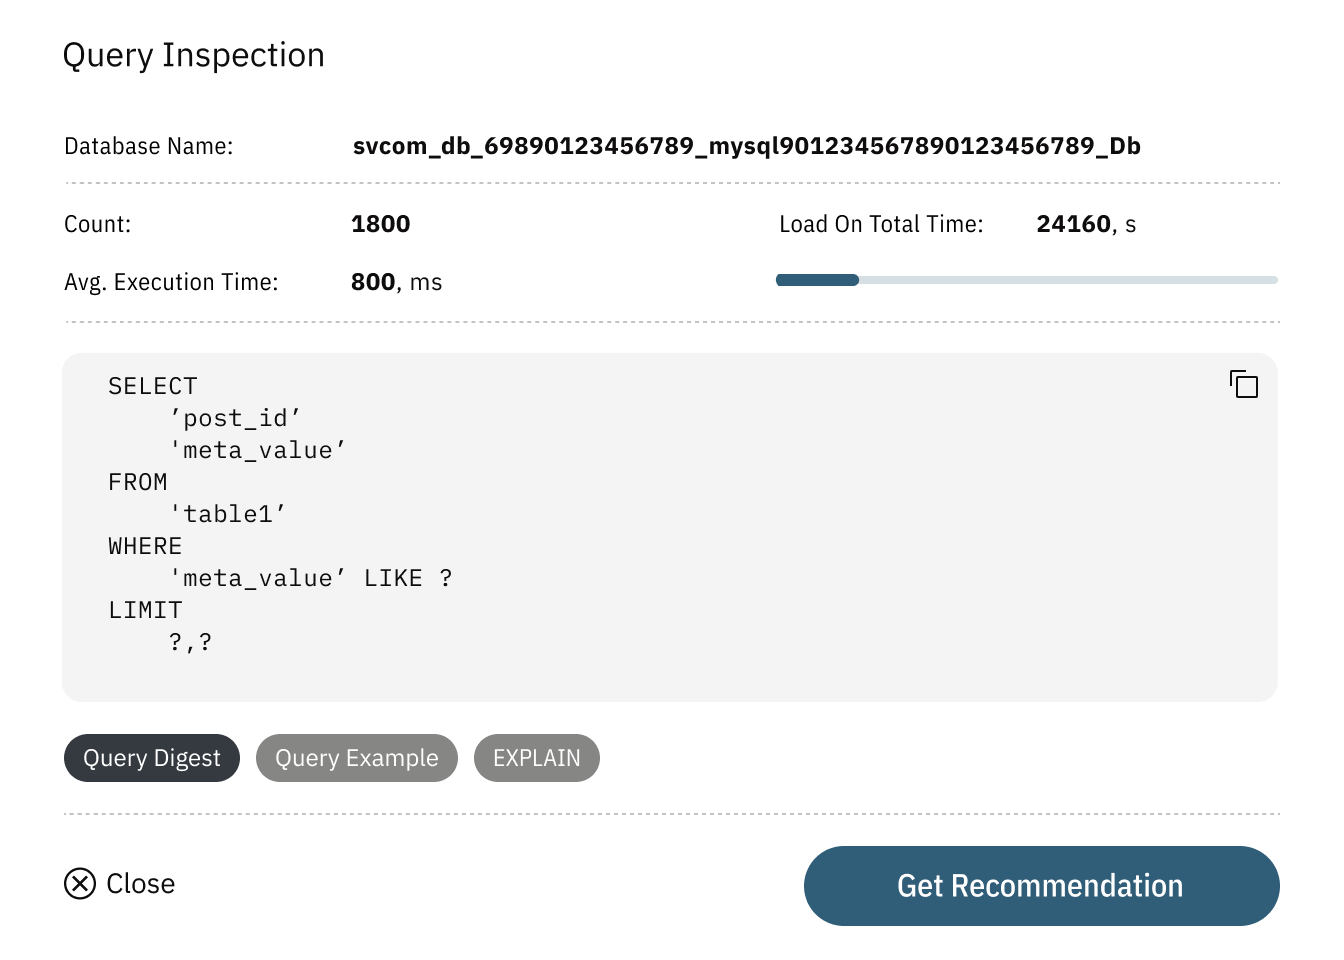 Query Inspection
Database Name: svcom_db_69890123456789_mysql901234567890123456789_Db
Count: 1800 Load On Total Time: 24160, s
Avg. Execution Time: 800, ms
SELECT
’post_id’
'meta_value’
FROM
'table1’
WHERE
'meta_value’ LIKE ?
LIMIT
?,?
Query Digest Query Example EXPLAIN
Close Get Recommendation